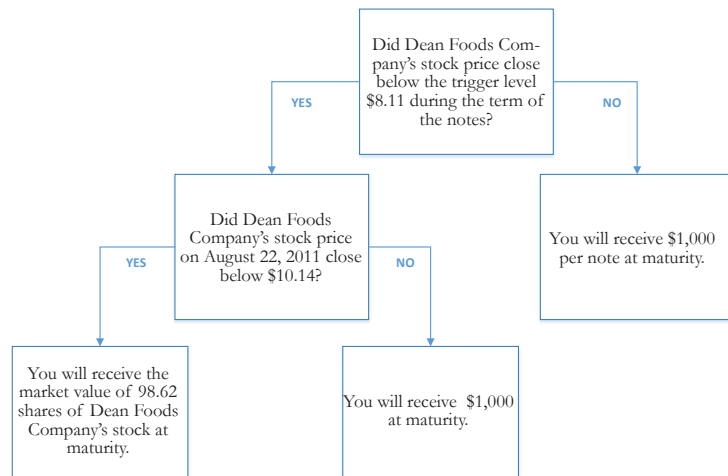 Did Dean Foods Com-
pany's stock price close
below the trigger level
$8.11 during the term of
the notes?
YES
NO
Did Dean Foods
Company's stock price
on August 22, 2011 close
below $10.14?
You will receive $1,000
per note at maturity.
YES
NO
You will receive the
market value of 98.62
shares of Dean Foods
Company's stock at
maturity.
You will receive $1,000
at maturity.